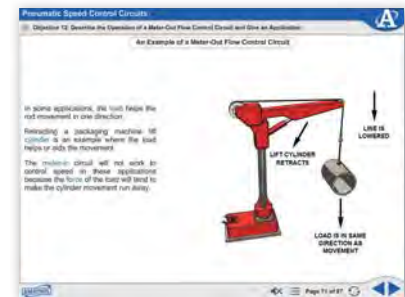 Pneumatic Speed Control Circuits
Objective 12: Describe the Operation of a Meter-Out Flow Control Circuit and Give an Application
An Example of a Meter-Out Flow Control Circuit
In some applications, the load helps the
rod movement in one direction.
Retracting a packaging machine lift
cylinder is an example where the load
helps or aids the movement.
The meter-in circuit will not work to
control speed in these applications
because the force of the load will tend to
make the cylinder movement run away.
LINE IS
LOWERED
LIFT CYLINDER
RETRACTS
LOAD IS IN SAME
DIRECTION AS
MOVEMENT
Page 71 of 87